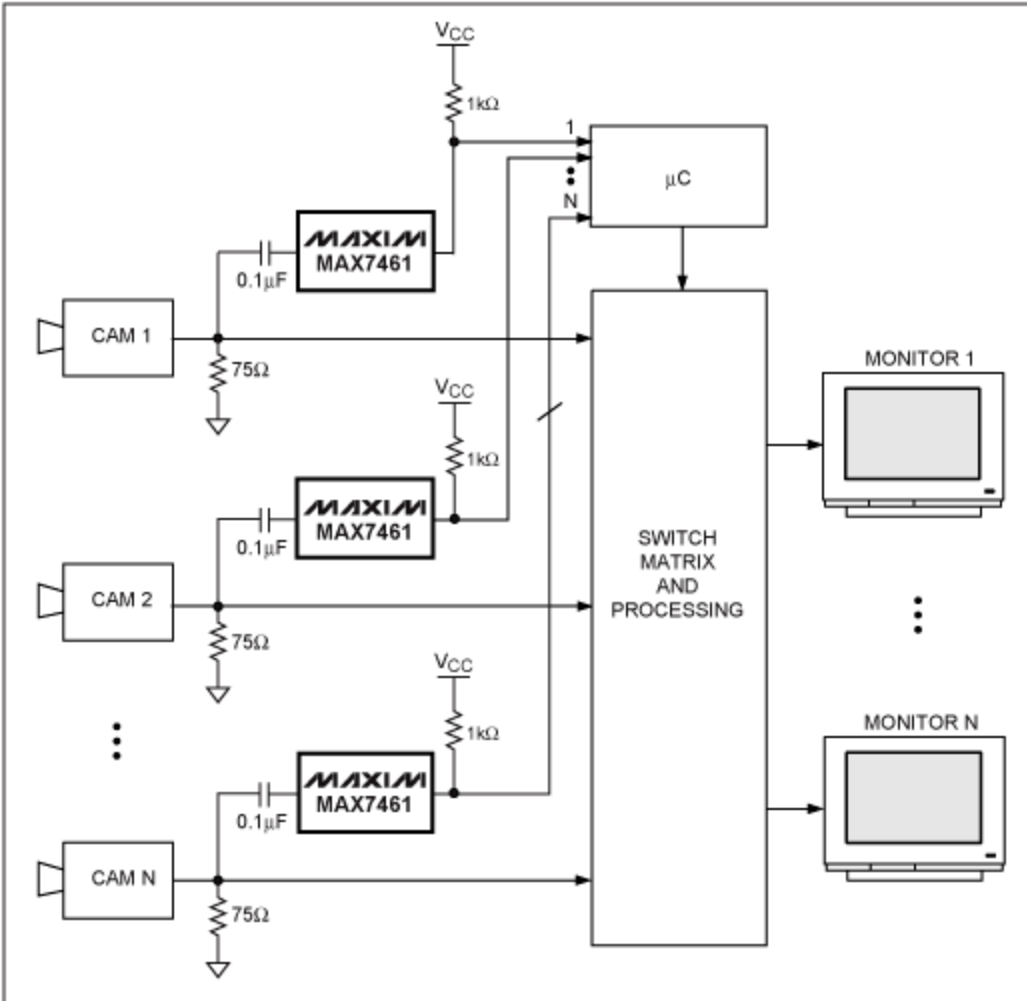 VCC
1kΩ
1
N
μC
MAXIM
MAX7461
0.1μF
CAM 1
75Ω
MONITOR 1
VCC
1kΩ
MAXIM
MAX7461
0.1μF
SWITCH
MATRIX
AND
PROCESSING
CAM 2
75Ω
VCC
1kΩ
MONITOR N
MAXIM
MAX7461
0.1μF
CAM N
75Ω